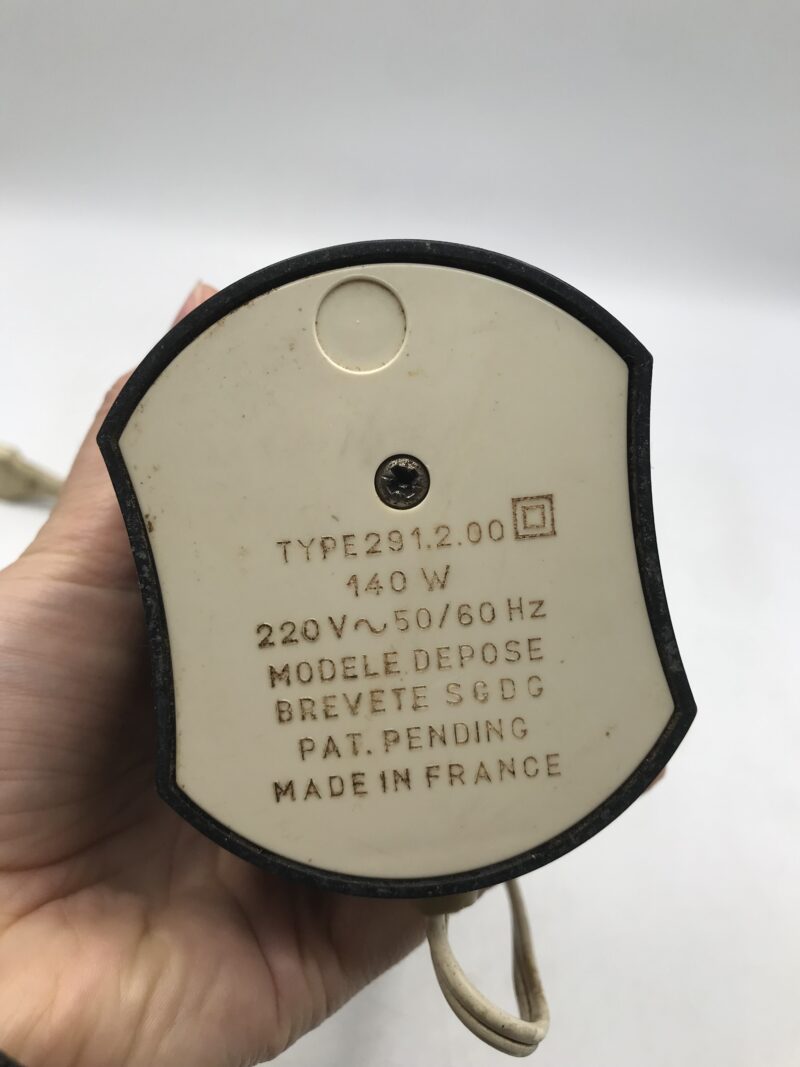 TYPE 291.2.00
140 W
220 V ~ 50/60 Hz
MODELE DEPOSE
BREVETE S G D G
PAT. PENDING
MADE IN FRANCE